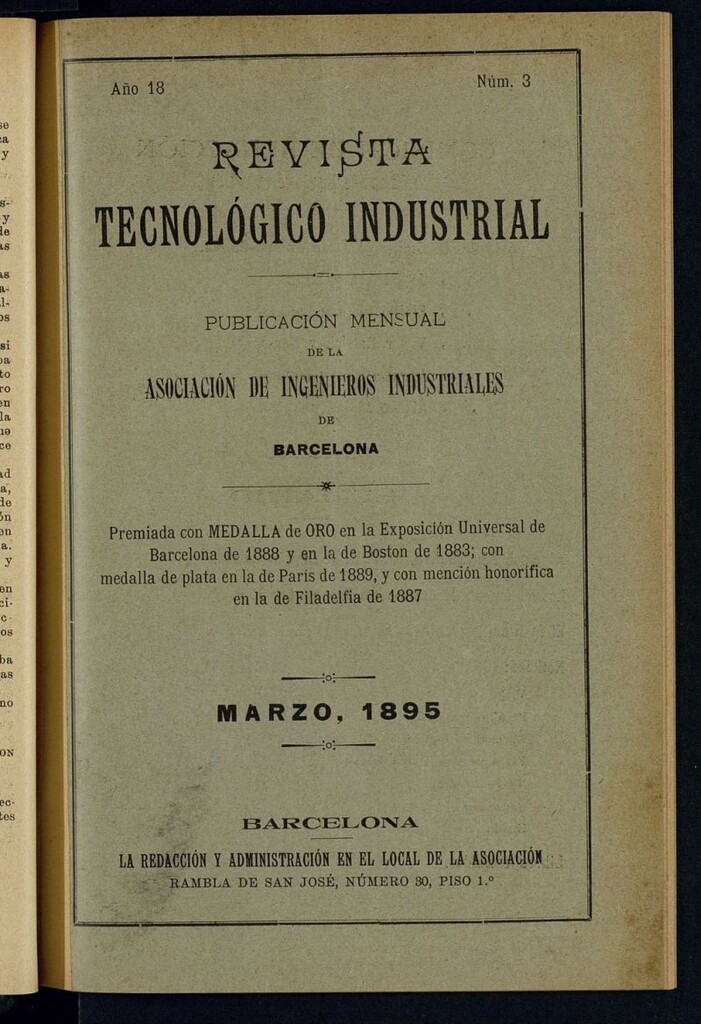 Año 18
Núm. 3
REVISTA
TECNOLÓGICO INDUSTRIAL
PUBLICACIÓN MENSUAL
DE LA
ASOCIACIÓN DE INGENIEROS INDUSTRIALES
DE
BARCELONA
Premiada con MEDALLA de ORO en la Exposición Universal de
Barcelona de 1888 y en la de Boston de 1883; con
medalla de plata en la de París de 1889, y con mención honorífica
en la de Filadelfia de 1887
MARZO, 1895
BARCELONA
LA REDACCIÓN Y ADMINISTRACIÓN EN EL LOCAL DE LA ASOCIACIÓN
RAMBLA DE SAN JOSÉ, NÚMERO 30, PISO 1.º